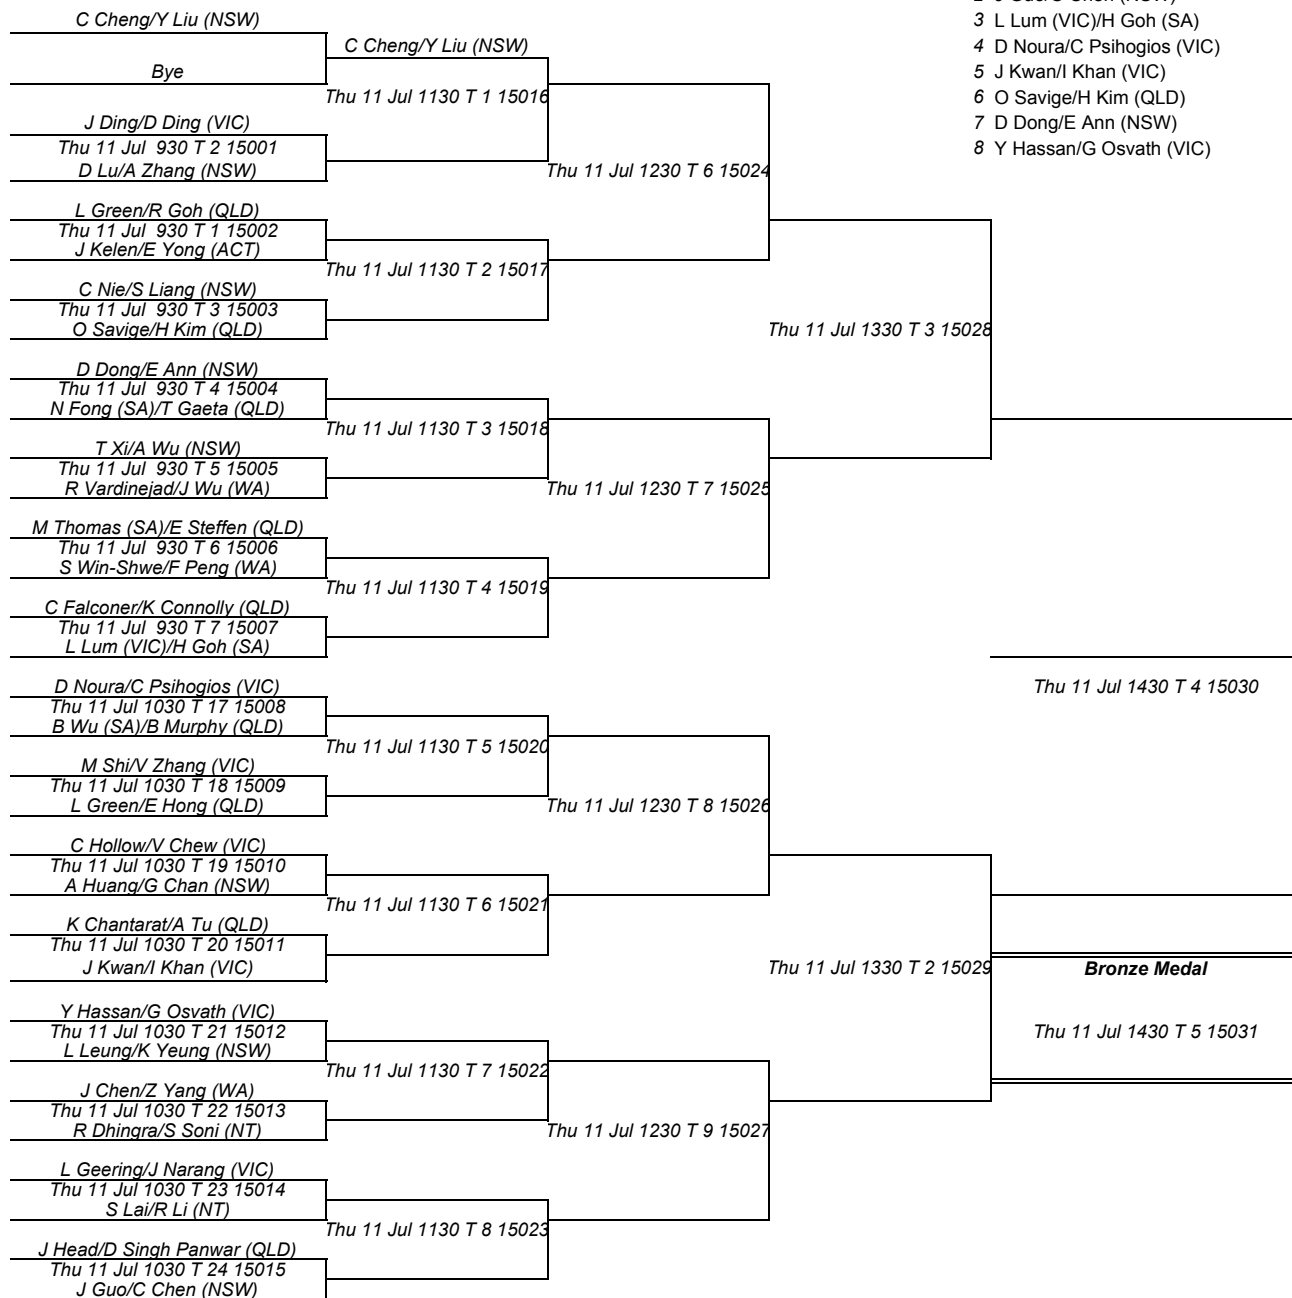 2 J Guo/C Chen (NSW)
C Cheng/Y Liu (NSW)
3 L Lum (VIC)/H Goh (SA)
C Cheng/Y Liu (NSW)
4 D Noura/C Psihogios (VIC)
Bye
5 J Kwan/I Khan (VIC)
Thu 11 Jul 1130 T 1 15016
6 O Savige/H Kim (QLD)
J Ding/D Ding (VIC)
7 D Dong/E Ann (NSW)
Thu 11 Jul 930 T 2 15001
8 Y Hassan/G Osvath (VIC)
D Lu/A Zhang (NSW)
Thu 11 Jul 1230 T 6 15024
L Green/R Goh (QLD)
Thu 11 Jul 930 T 1 15002
J Kelen/E Yong (ACT)
Thu 11 Jul 1130 T 2 15017
C Nie/S Liang (NSW)
Thu 11 Jul 930 T 3 15003
O Savige/H Kim (QLD)
Thu 11 Jul 1330 T 3 15028
D Dong/E Ann (NSW)
Thu 11 Jul 930 T 4 15004
N Fong (SA)/T Gaeta (QLD)
Thu 11 Jul 1130 T 3 15018
T Xi/A Wu (NSW)
Thu 11 Jul 930 T 5 15005
R Vardinejad/J Wu (WA)
Thu 11 Jul 1230 T 7 15025
M Thomas (SA)/E Steffen (QLD)
Thu 11 Jul 930 T 6 15006
S Win-Shwe/F Peng (WA)
Thu 11 Jul 1130 T 4 15019
C Falconer/K Connolly (QLD)
Thu 11 Jul 930 T 7 15007
L Lum (VIC)/H Goh (SA)
D Noura/C Psihogios (VIC)
Thu 11 Jul 1430 T 4 15030
Thu 11 Jul 1030 T 17 15008
B Wu (SA)/B Murphy (QLD)
Thu 11 Jul 1130 T 5 15020
M Shi/V Zhang (VIC)
Thu 11 Jul 1030 T 18 15009
L Green/E Hong (QLD)
Thu 11 Jul 1230 T 8 15026
C Hollow/V Chew (VIC)
Thu 11 Jul 1030 T 19 15010
A Huang/G Chan (NSW)
Thu 11 Jul 1130 T 6 15021
K Chantarat/A Tu (QLD)
Thu 11 Jul 1030 T 20 15011
J Kwan/I Khan (VIC)
Thu 11 Jul 1330 T 2 15029
Bronze Medal
Y Hassan/G Osvath (VIC)
Thu 11 Jul 1030 T 21 15012
Thu 11 Jul 1430 T 5 15031
L Leung/K Yeung (NSW)
Thu 11 Jul 1130 T 7 15022
J Chen/Z Yang (WA)
Thu 11 Jul 1030 T 22 15013
R Dhingra/S Soni (NT)
Thu 11 Jul 1230 T 9 15027
L Geering/J Narang (VIC)
Thu 11 Jul 1030 T 23 15014
S Lai/R Li (NT)
Thu 11 Jul 1130 T 8 15023
J Head/D Singh Panwar (QLD)
Thu 11 Jul 1030 T 24 15015
J Guo/C Chen (NSW)